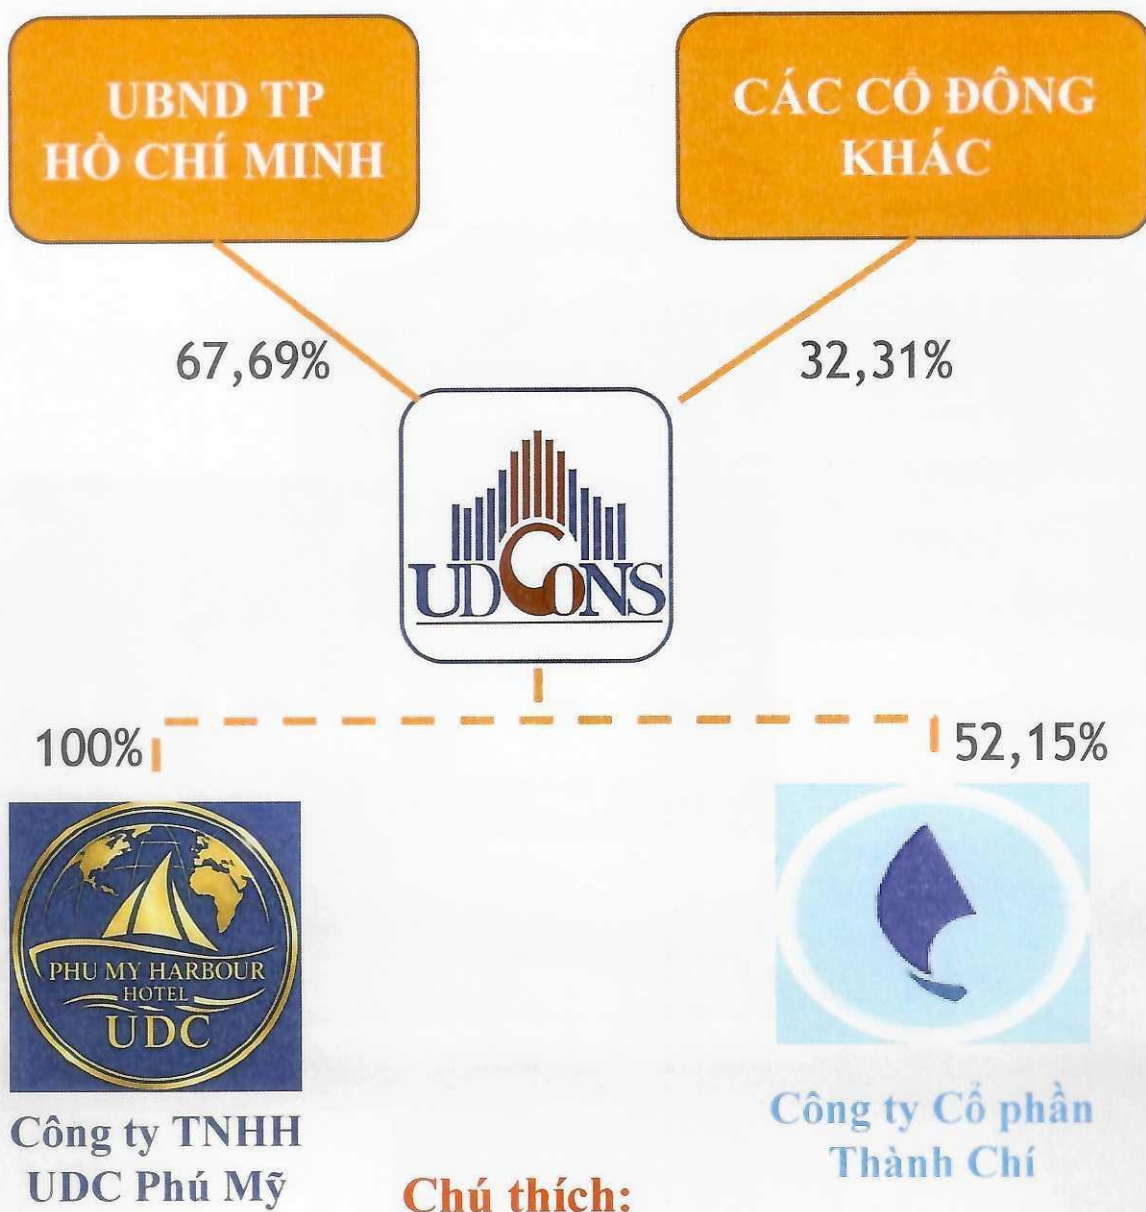 UBND TP
HỒ CHÍ MINH
CÁC CỔ ĐÔNG
KHÁC
67,69%
32,31%
UDCONS
100%
52,15%
PHU MY HARBOUR
HOTEL
UDC
Công ty TNHH
UDC Phú Mỹ
Công ty Cổ phần
Thành Chí
Chú thích: